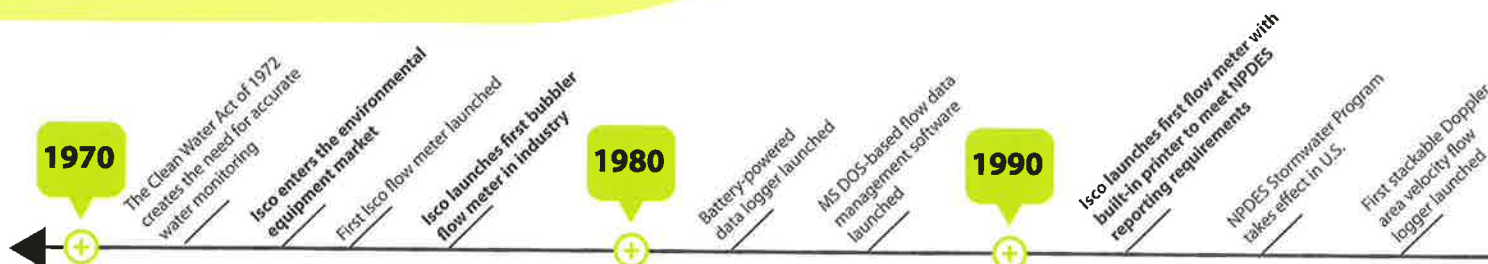 1970
The Clean Water Act of 1972
creates the need for accurate
water monitoring
Isco enters the environmental
equipment market
First Isco flow meter launched
Isco launches first bubbler
flow meter in industry
1980
Battery-powered
data logger launched
MS DOS-based flow data
management software
launched
1990
Isco launches first flow meter with
built-in printer to meet NPDES
reporting requirements
NPDES Stormwater Program
takes effect in U.S.
First stackable Doppler
area velocity flow
logger launched